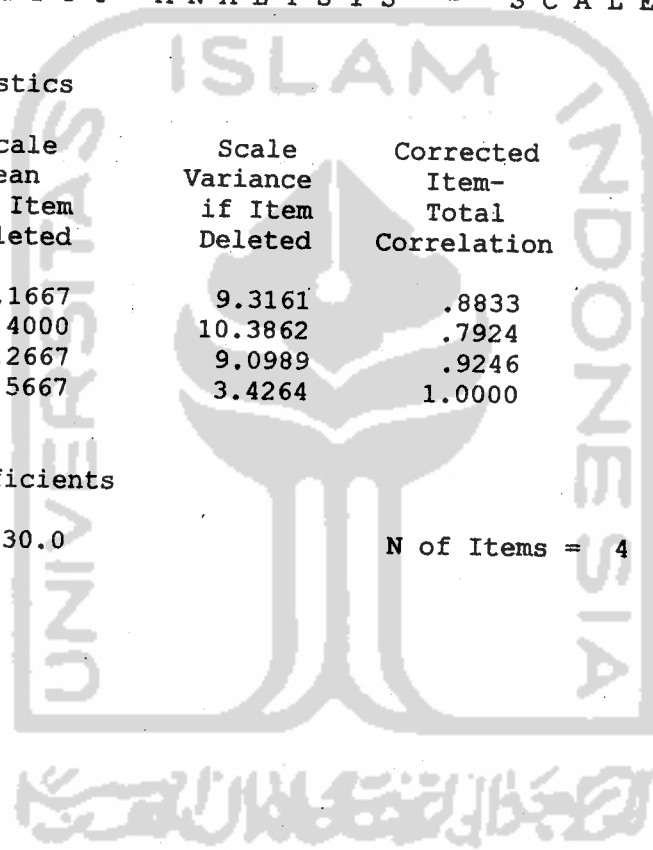 A N A L Y S I S - S C A L E
ISLAM
UNIVERSITAS
INDONESIA
stics
cale Scale Corrected
ean Variance Item-
Item if Item Total
leted Deleted Correlation
.1667 9.3161 .8833
4000 10.3862 .7924
.2667 9.0989 .9246
5667 3.4264 1.0000
ficients
30.0 N of Items = 4